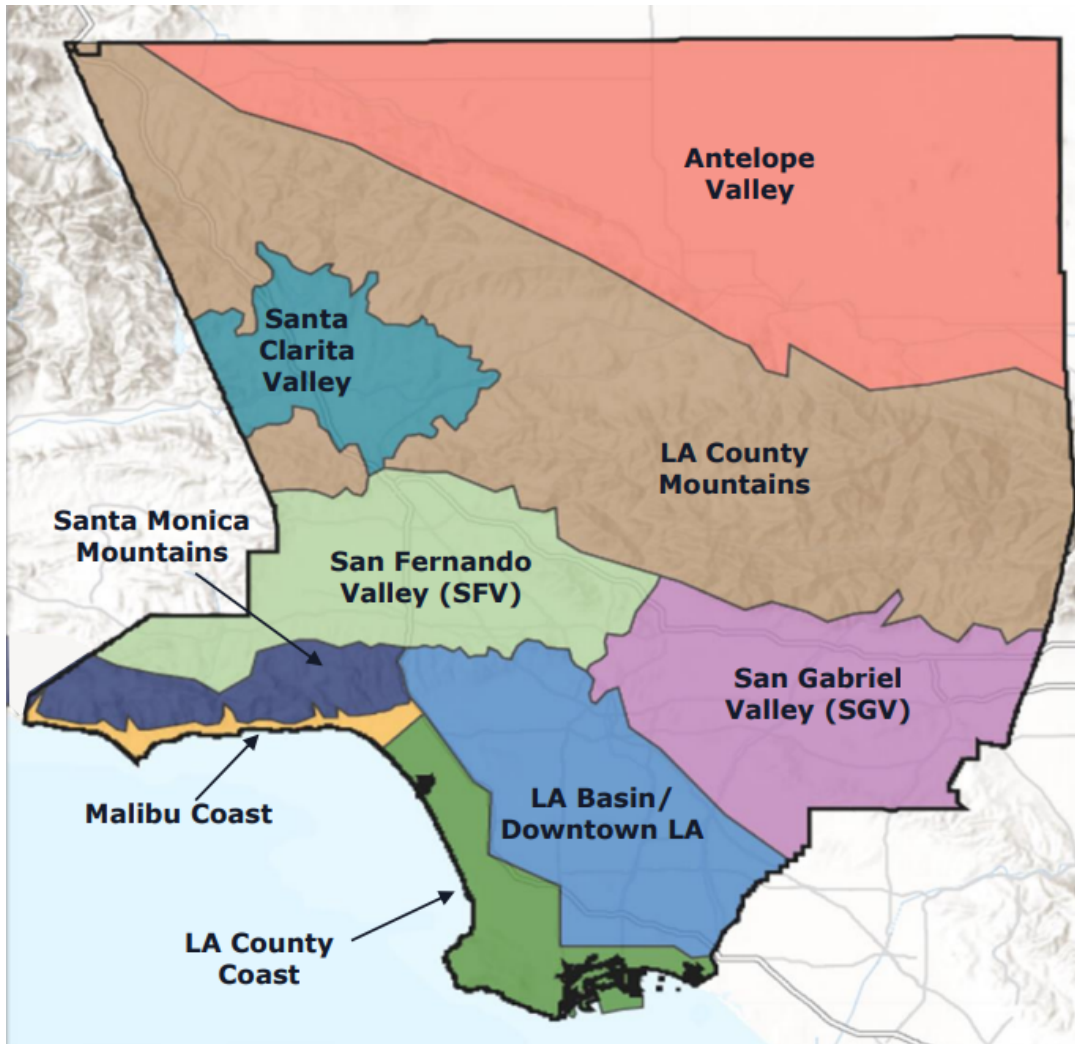 Antelope
Valley
Santa
Clarita
Valley
LA County
Mountains
Santa Monica
Mountains
San Fernando
Valley (SFV)
San Gabriel
Valley (SGV)
Malibu Coast
LA Basin/
Downtown LA
LA County
Coast